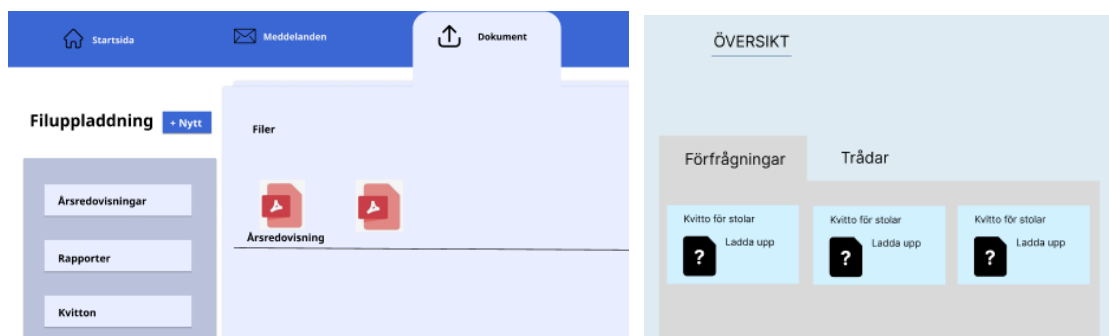 Startsida
Meddelanden
Dokument
Filuppladdning
+ Nytt
Filer
Årsredovisningar
Årsredovisning
Rapporter
Kvitton
ÖVERSIKT
Förfrågningar
Trådar
Kvitto för stolar
Ladda upp
?
Kvitto för stolar
Ladda upp
?
Kvitto för stolar
Ladda upp
?